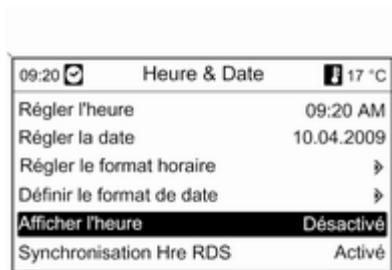 09:20 Heure & Date 17 °C
Régler l'heure 09:20 AM
Régler la date 10.04.2009
Régler le format horaire
Définir le format de date
Afficher l'heure Désactivé
Synchronisation Hre RDS Activé